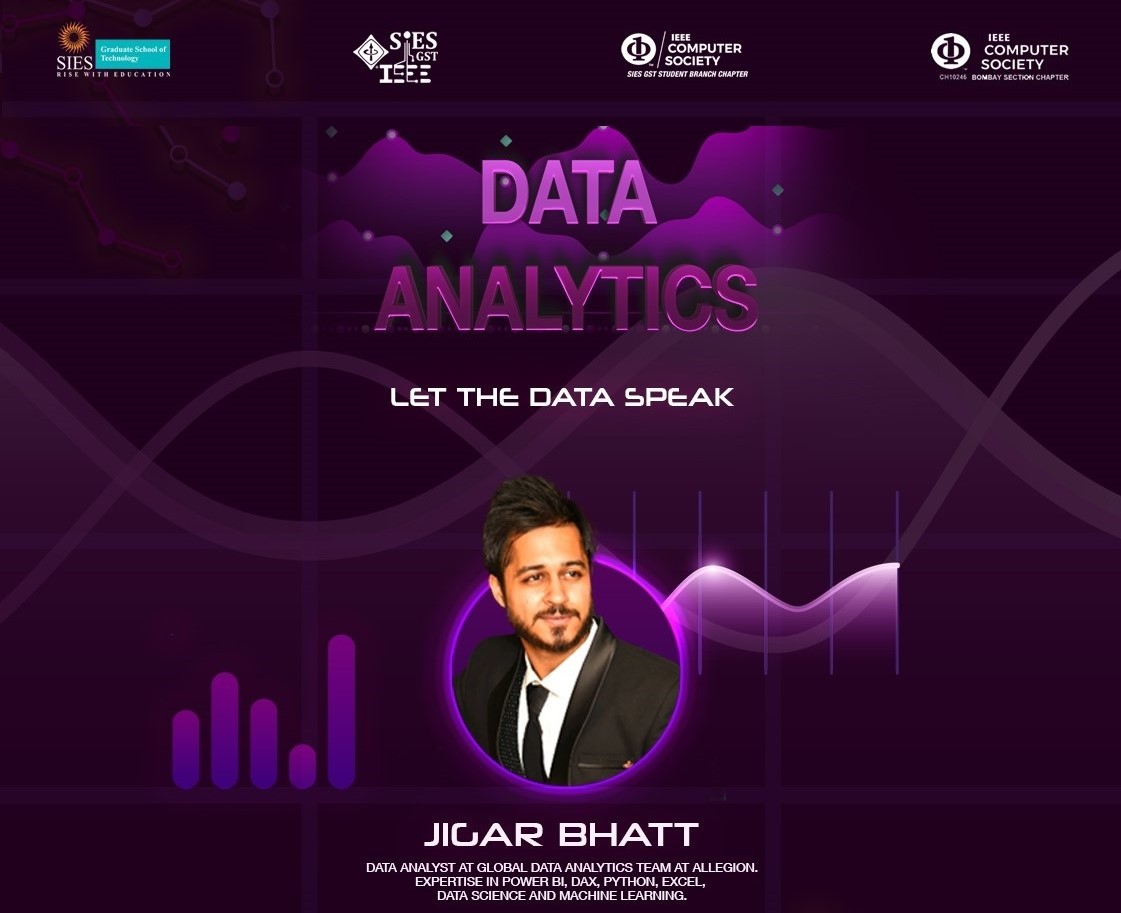 SIES
Graduate School of
Technology
RISE WITH EDUCATION
SIES
GST
IEEE
IEEE
COMPUTER
SOCIETY
SIES GST STUDENT BRANCH CHAPTER
IEEE
COMPUTER
SOCIETY
CH10246 BOMBAY SECTION CHAPTER
DATA
ANALYTICS
LET THE DATA SPEAK
JIGAR BHATT
DATA ANALYST AT GLOBAL DATA ANALYTICS TEAM AT ALLEGION.
EXPERTISE IN POWER BI, DAX, PYTHON, EXCEL,
DATA SCIENCE AND MACHINE LEARNING.